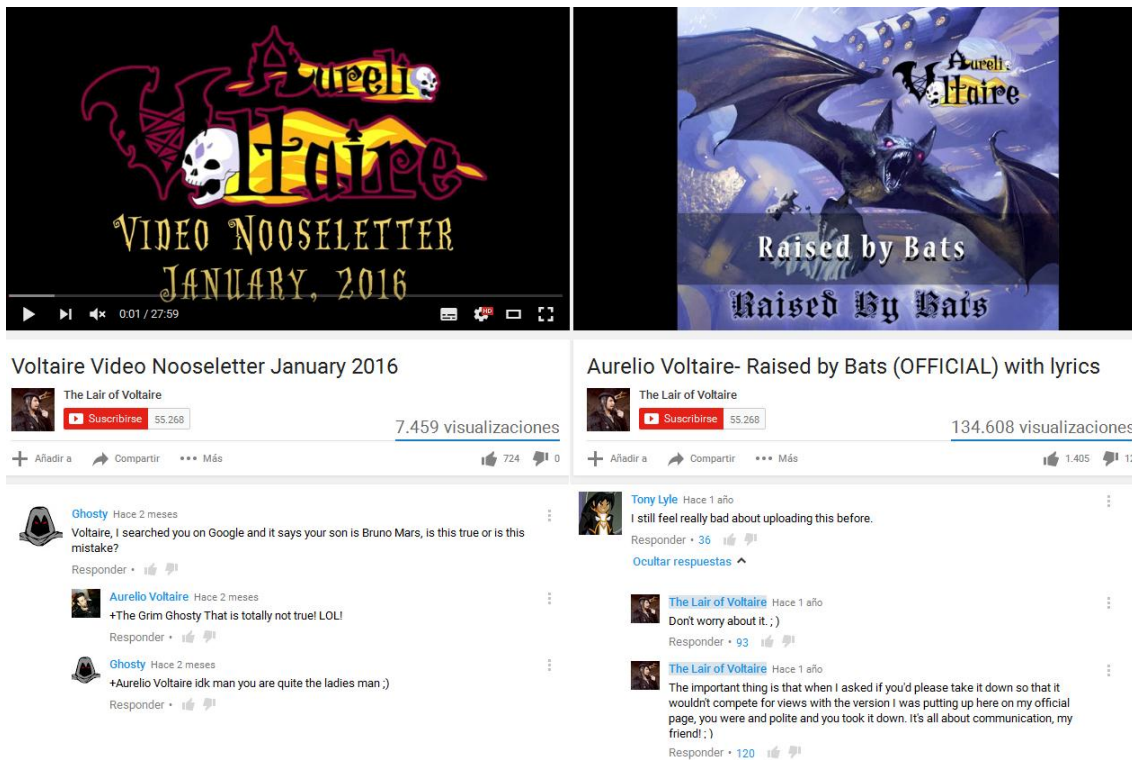 Aurelio
Voltaire
VIDEO NOOSELETTER
JANUARY, 2016
0:01 / 27:59
HD
Voltaire Video Nooseletter January 2016
The Lair of Voltaire
Suscribirse 55.268
7.459 visualizaciones
Añadir a Compartir Más
724 0
Ghosty Hace 2 meses
Voltaire, I searched you on Google and it says your son is Bruno Mars, is this true or is this
mistake?
Responder •
Aurelio Voltaire Hace 2 meses
+The Grim Ghosty That is totally not true! LOL!
Responder •
Ghosty Hace 2 meses
+Aurelio Voltaire idk man you are quite the ladies man ;)
Responder •
Aurelio
Voltaire
Raised by Bats
Raised By Bats
Aurelio Voltaire- Raised by Bats (OFFICIAL) with lyrics
The Lair of Voltaire
Suscribirse 55.268
134.608 visualizaciones
Añadir a Compartir Más
1.405
Tony Lyle Hace 1 año
I still feel really bad about uploading this before.
Responder • 36
Ocultar respuestas
The Lair of Voltaire Hace 1 año
Don't worry about it. ; )
Responder • 93
The Lair of Voltaire Hace 1 año
The important thing is that when I asked if you'd please take it down so that it
wouldn't compete for views with the version I was putting up here on my official
page, you were and polite and you took it down. It's all about communication, my
friend! ; )
Responder • 120